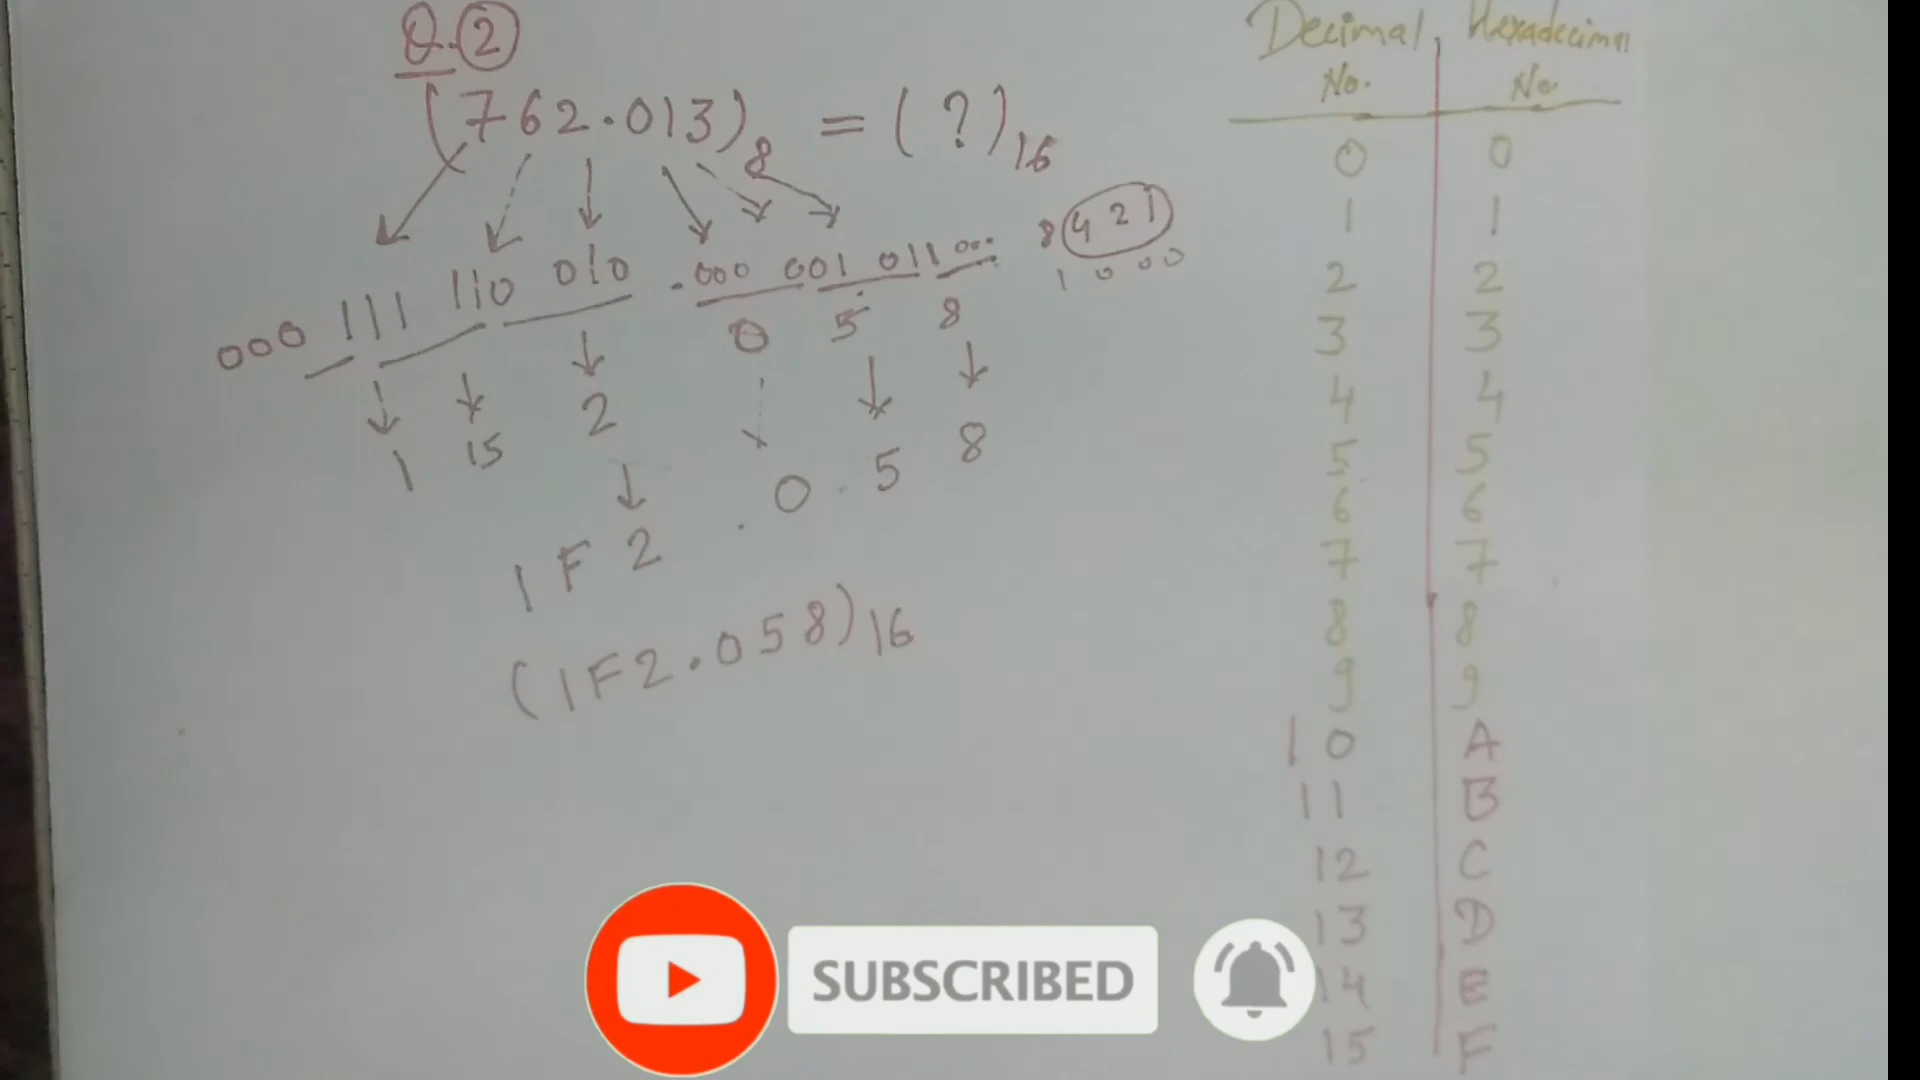 Q.2
(762.013)8 = (?)16
8 4 2 1
1 0 0 0
000 111 110 010 .000 001 011 000
0 5 8
1 15 2
1 F 2 . 0 . 5 8
(1F2.058)16
Decimal No. Hexadecimal No
0 0
1 1
2 2
3 3
4 4
5 5
6 6
7 7
8 8
9 9
10 A
11 B
12 C
13 D
14 E
15 F
SUBSCRIBED